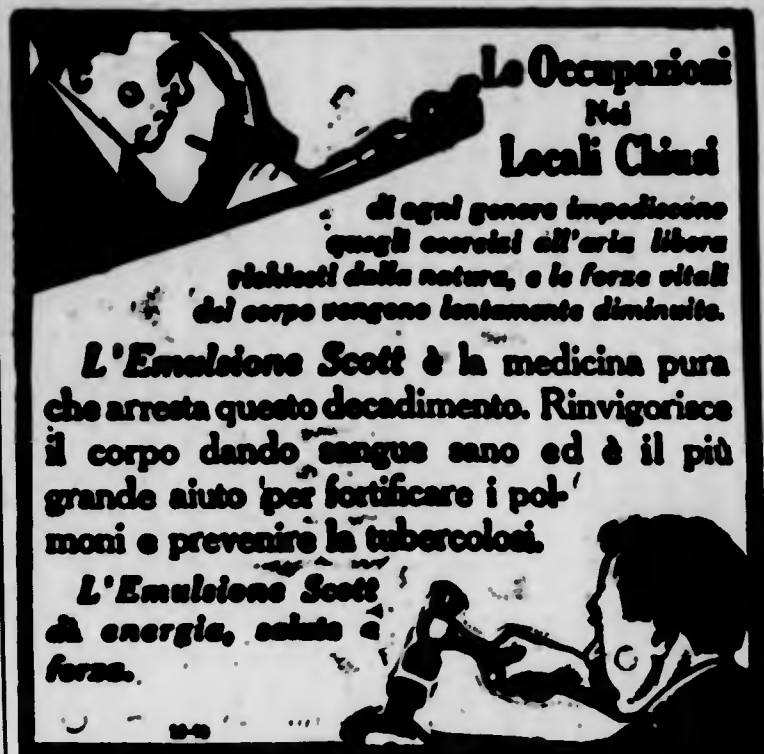 Le Occupazioni
Nei
Locali Chiusi
di ogni genere impediscono
quegli esercizi all'aria libera
richiesti dalla natura, e le forze vitali
del corpo vengono lentamente diminuite.
L'Emulsione Scott è la medicina pura
che arresta questo decadimento. Rinvigorisce
il corpo dando sangue sano ed è il più
grande aiuto per fortificare i pol-
moni e prevenire la tubercolosi.
L'Emulsione Scott
dà energia, salute e
forza.